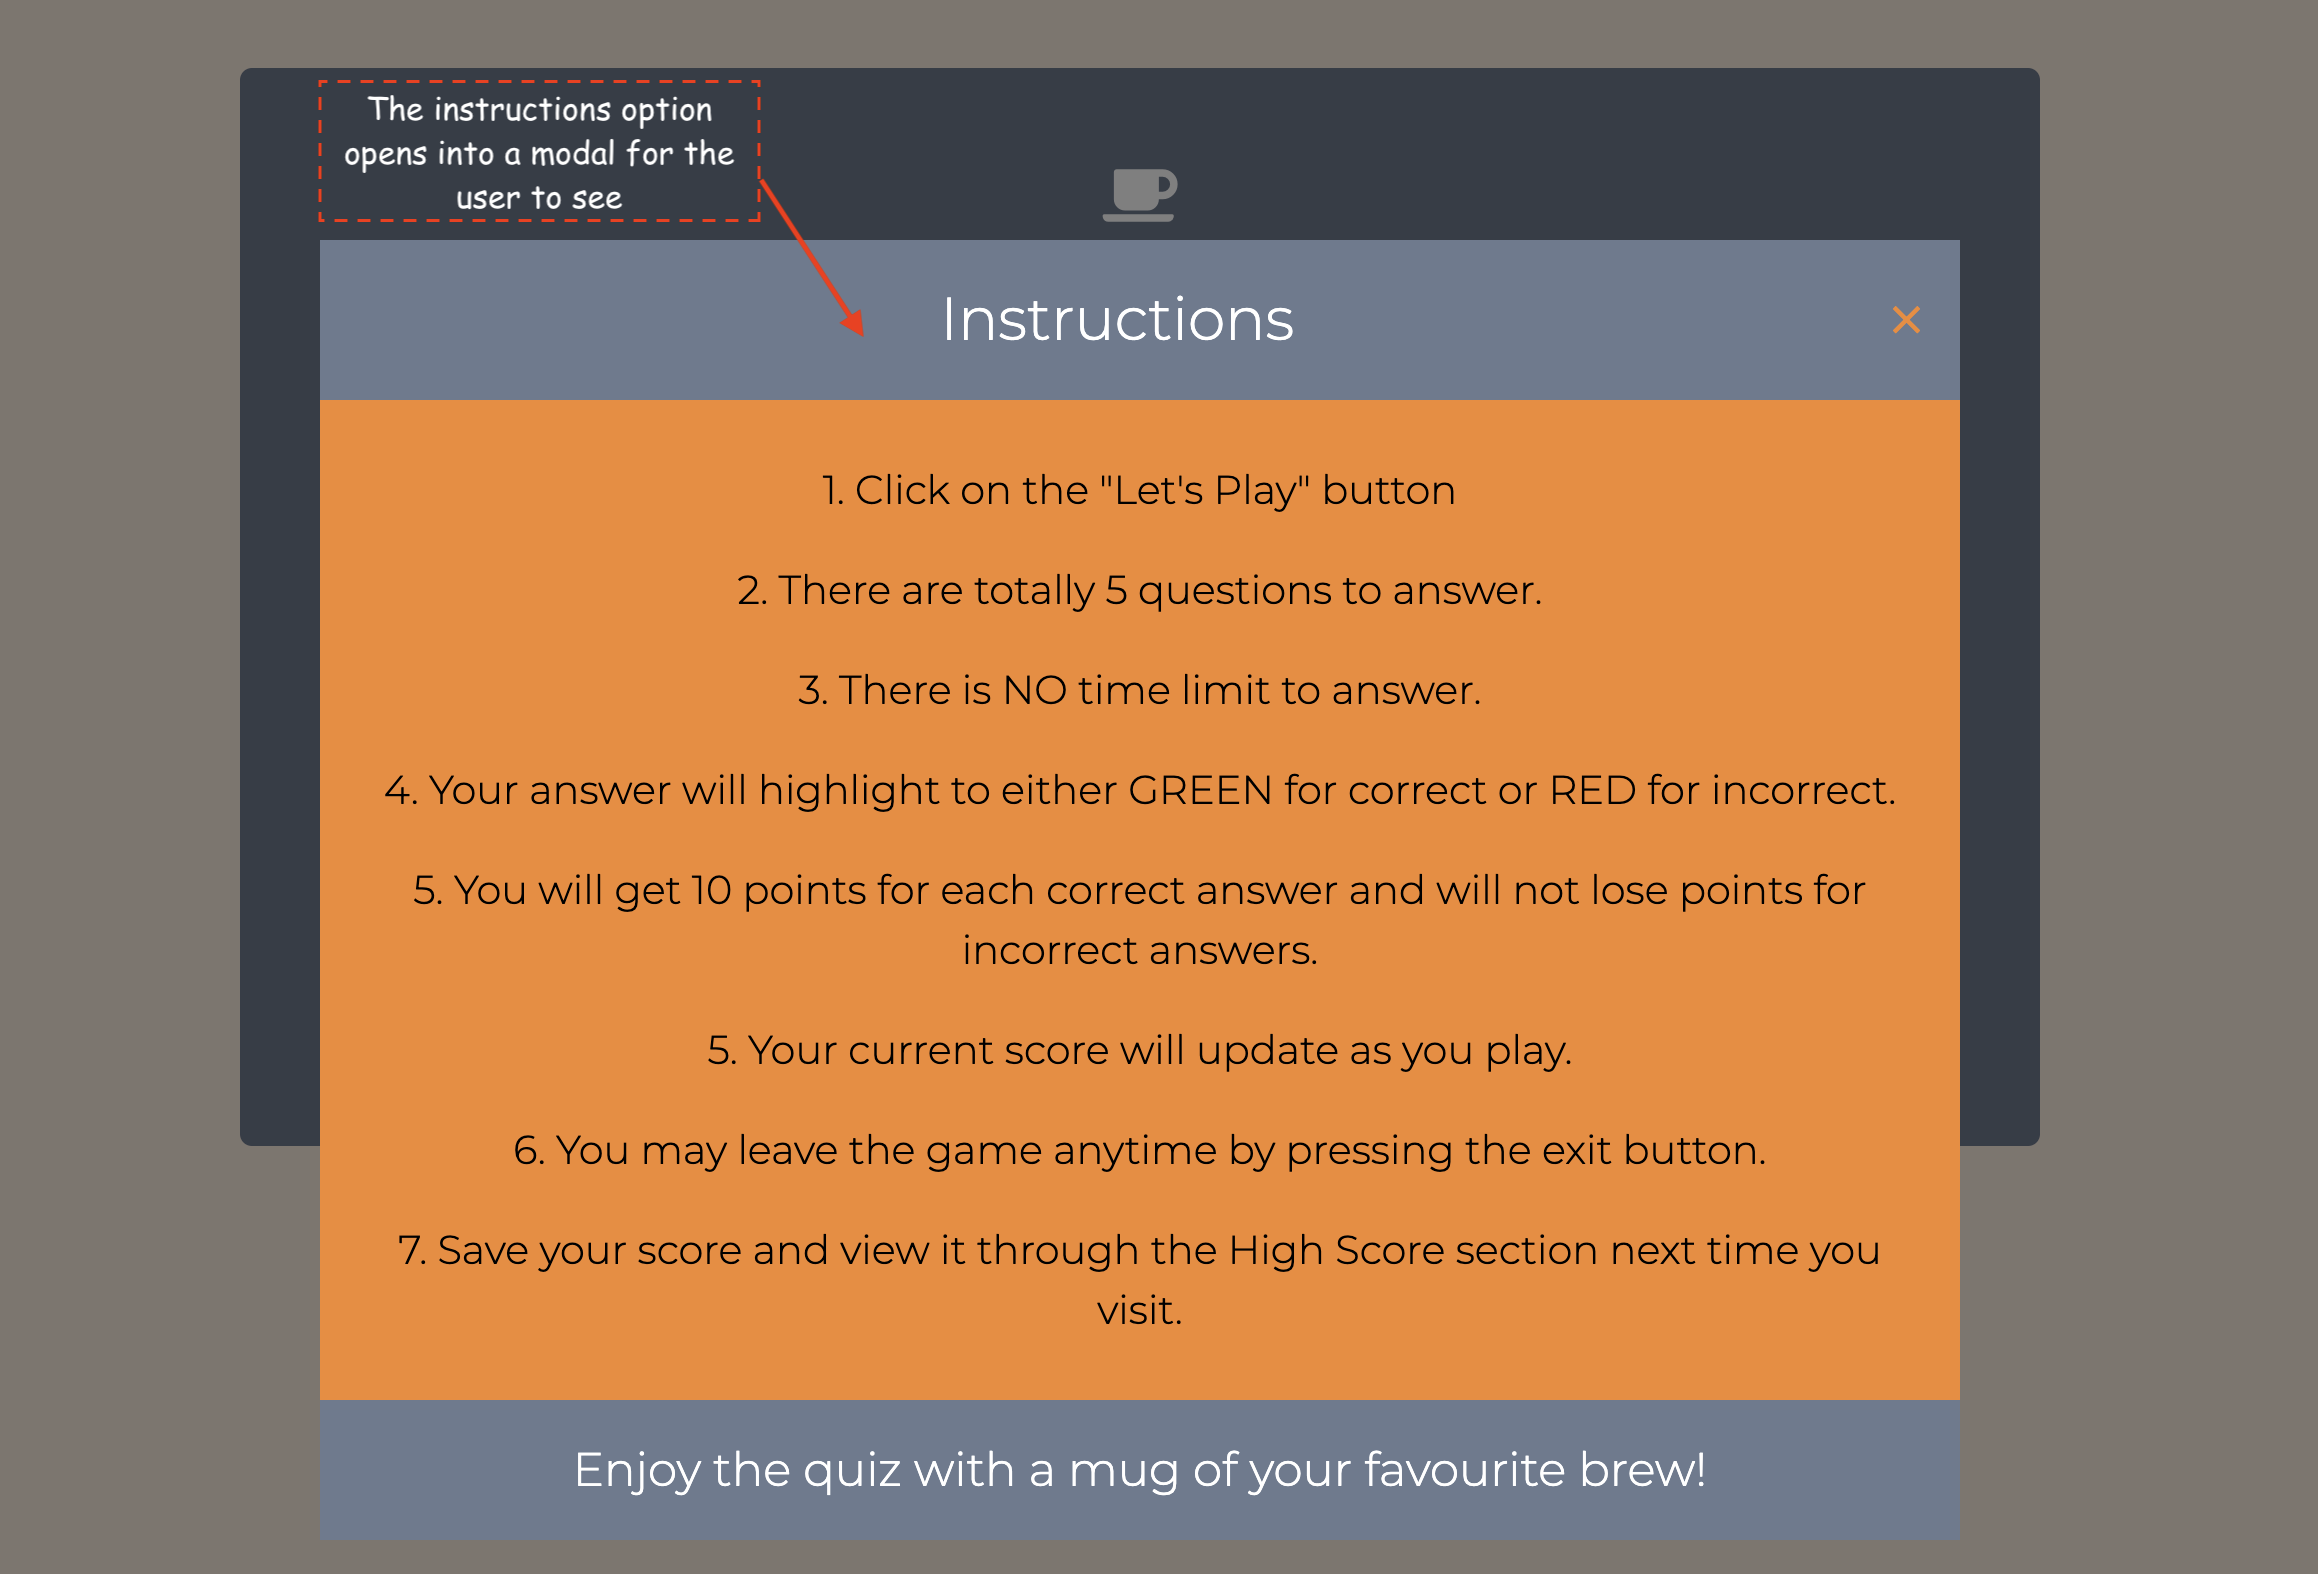 The instructions option
opens into a modal for the
user to see
Instructions
×
1. Click on the "Let's Play" button
2. There are totally 5 questions to answer.
3. There is NO time limit to answer.
4. Your answer will highlight to either GREEN for correct or RED for incorrect.
5. You will get 10 points for each correct answer and will not lose points for
incorrect answers.
5. Your current score will update as you play.
6. You may leave the game anytime by pressing the exit button.
7. Save your score and view it through the High Score section next time you
visit.
Enjoy the quiz with a mug of your favourite brew!